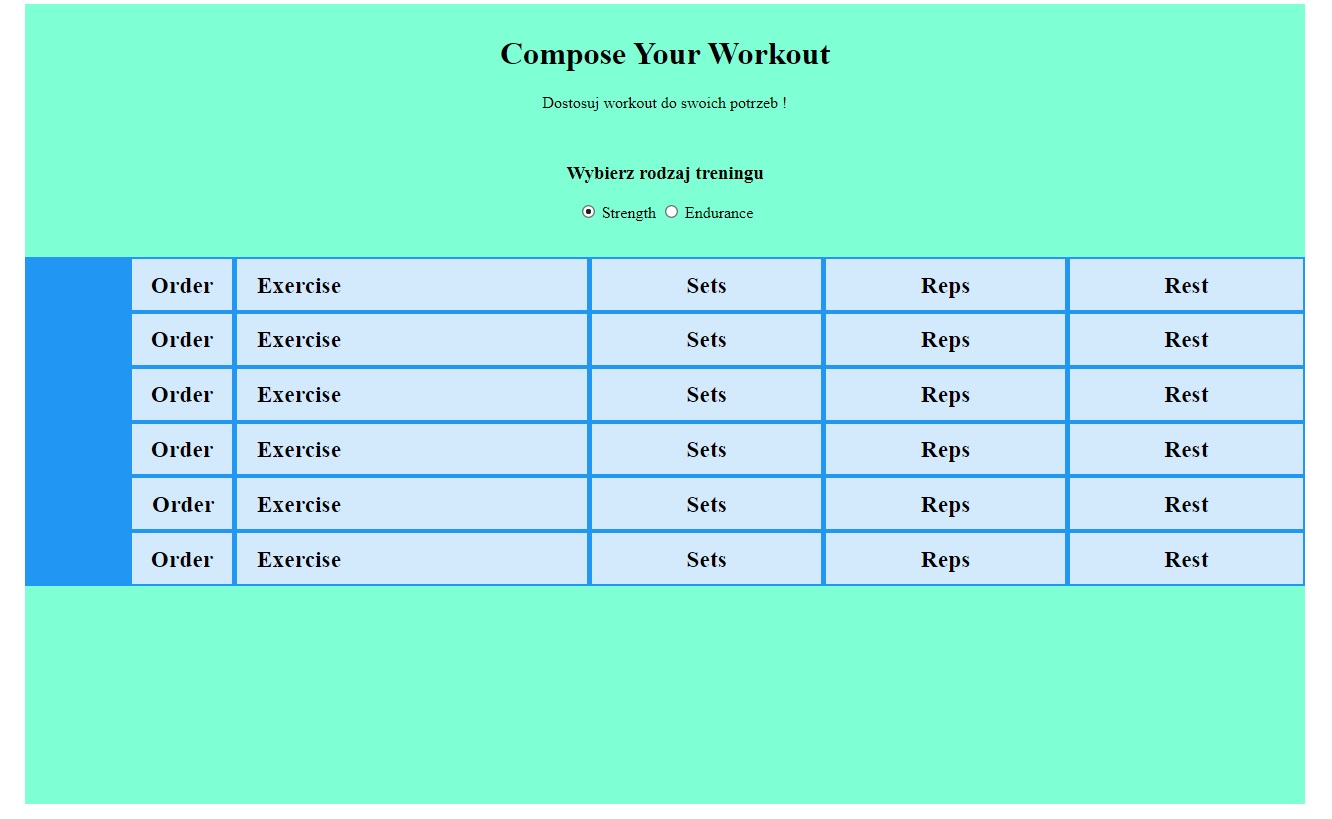 Compose Your Workout
Dostosuj workout do swoich potrzeb !
Wybierz rodzaj treningu
Strength Endurance
Order Exercise Sets Reps Rest
Order Exercise Sets Reps Rest
Order Exercise Sets Reps Rest
Order Exercise Sets Reps Rest
Order Exercise Sets Reps Rest
Order Exercise Sets Reps Rest